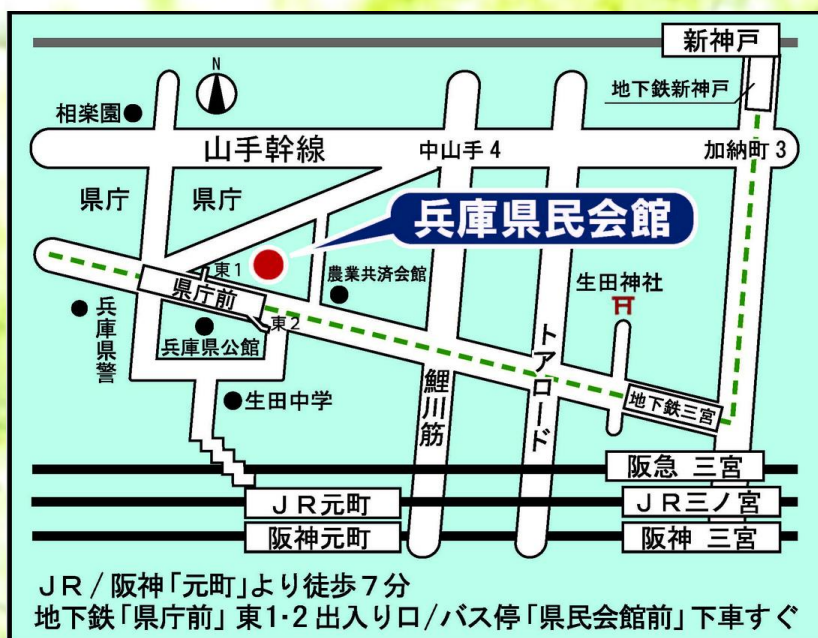 新神戸
N
地下鉄新神戸
相楽園
山手幹線
中山手4
加納町3
県庁
県庁
兵庫県民会館
東1
農業共済会館
生田神社
県庁前
東2
兵庫県警
兵庫県公館
トアロード
生田中学
鯉川筋
地下鉄三宮
阪急 三宮
JR元町
JR三ノ宮
阪神元町
阪神 三宮
JR/阪神「元町」より徒歩7分
地下鉄「県庁前」東1・2出入り口/バス停「県民会館前」下車すぐ